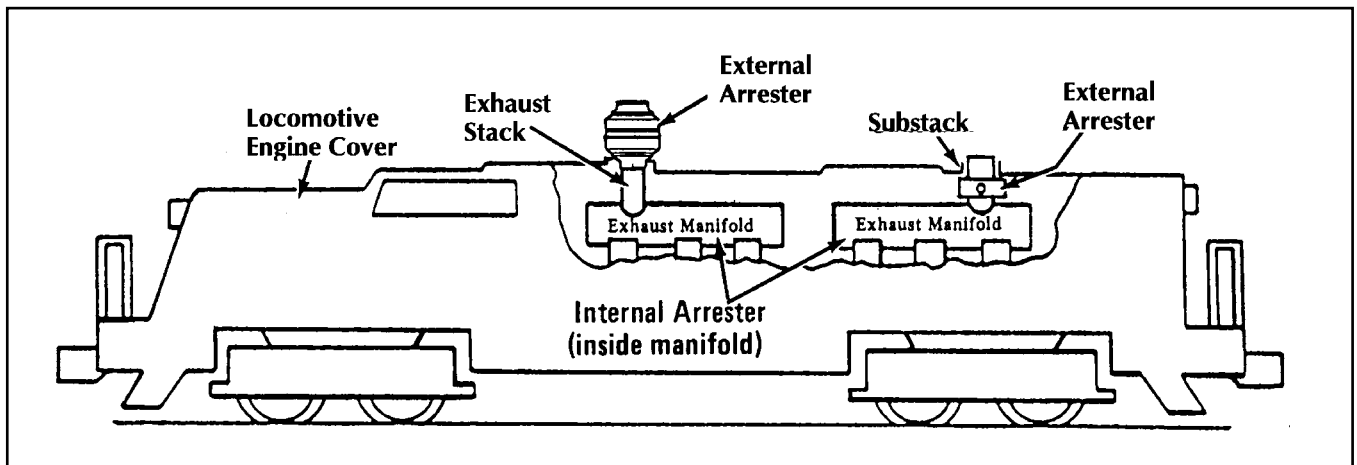 External
Arrester
Locomotive
Engine Cover
Exhaust
Stack
Substack
External
Arrester
Exhaust Manifold
Exhaust Manifold
Internal Arrester
(inside manifold)